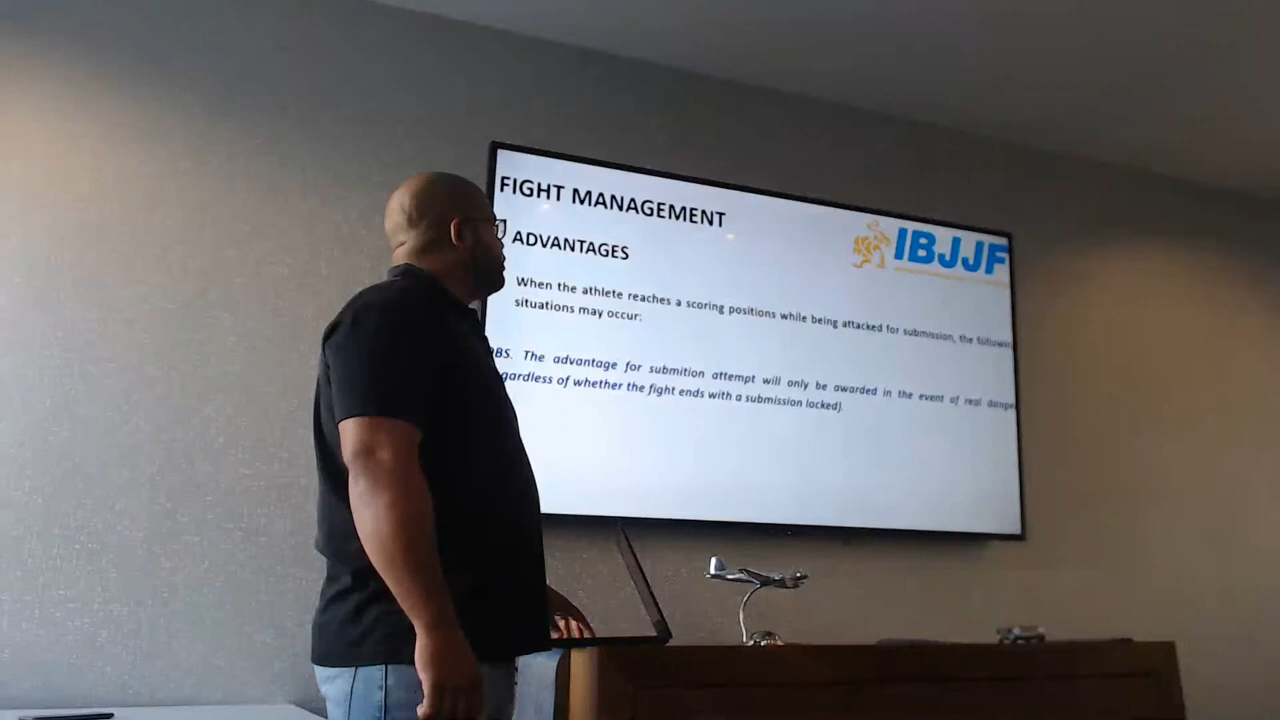 FIGHT MANAGEMENT
IBJJF
ADVANTAGES
When the athlete reaches a scoring positions while being attacked for submission, the
situations may occur:
OBS. The advantage for submition attempt will only be awarded in the event of real
gardless of whether the fight ends with a submission locked).